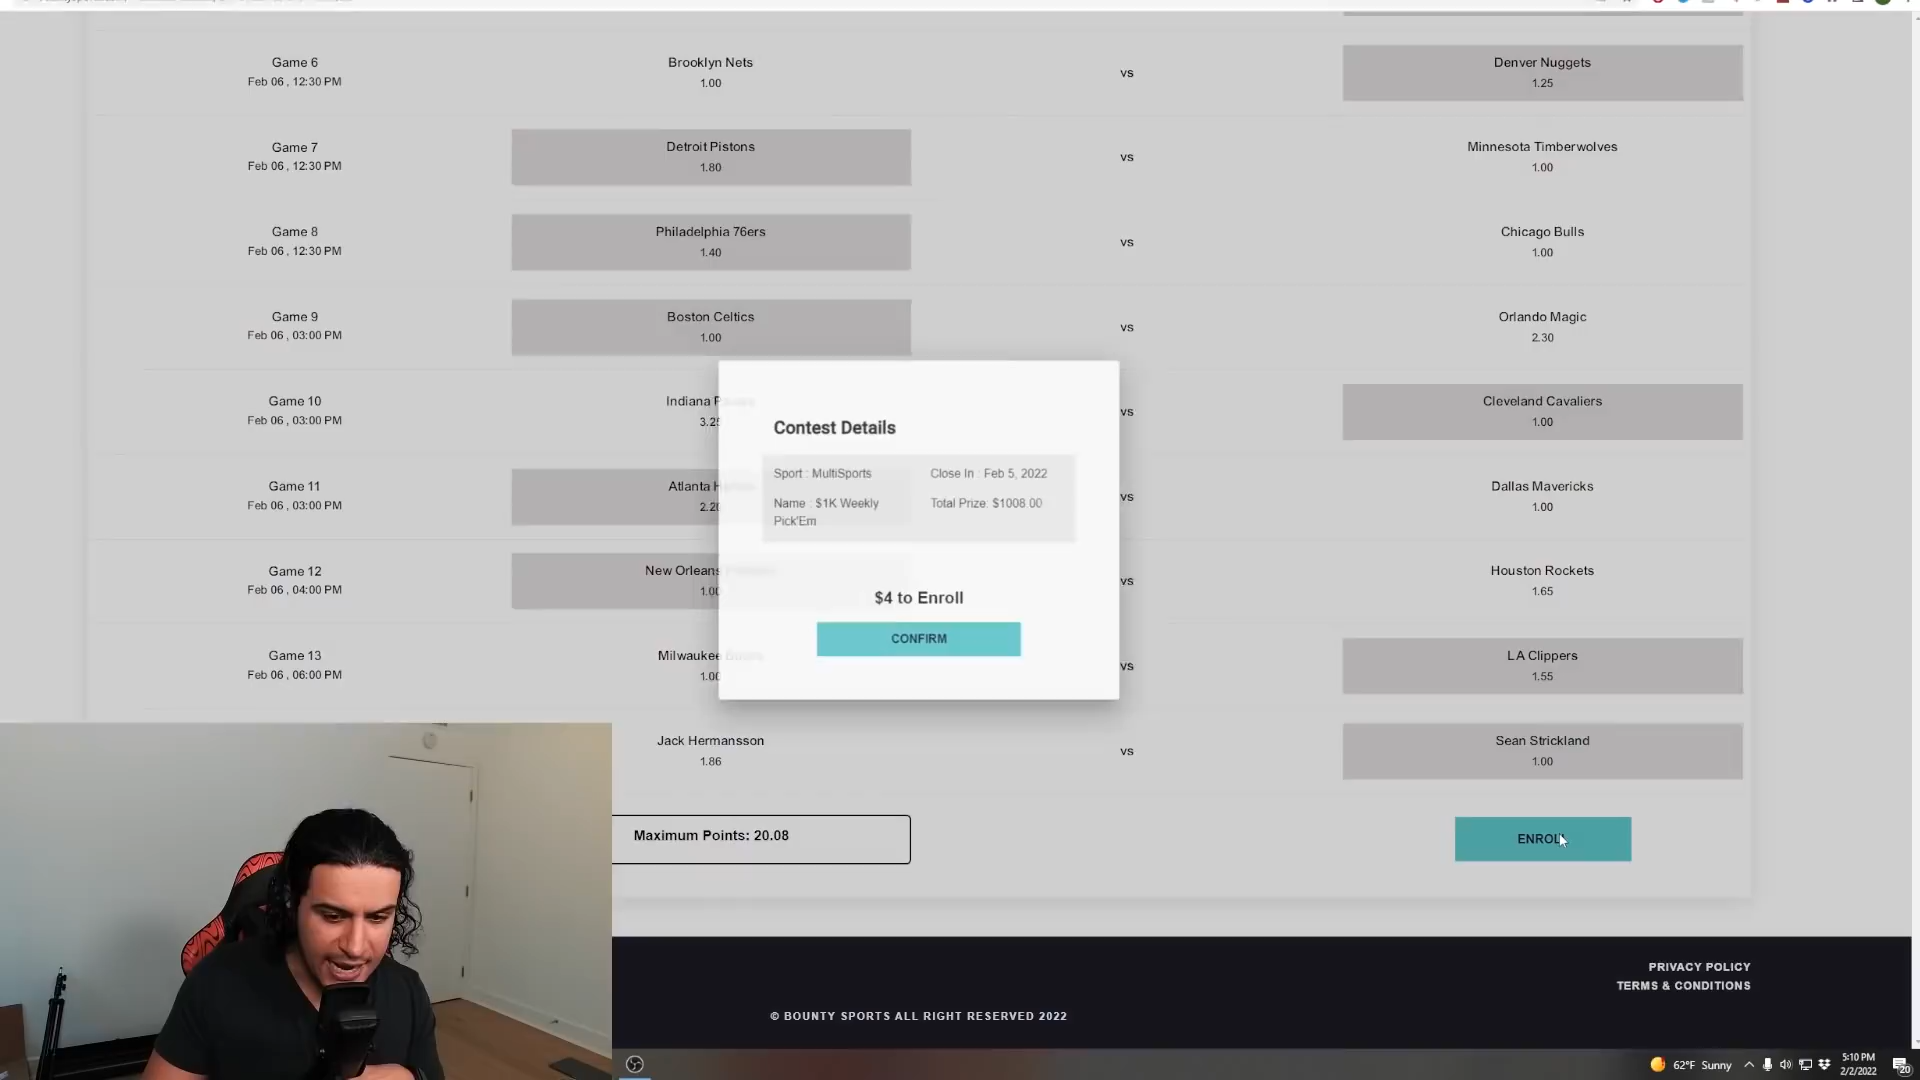 Game 6
Feb 06 , 12:30 PM
Brooklyn Nets
1.00
vs
Denver Nuggets
1.25
Game 7
Feb 06 , 12:30 PM
Detroit Pistons
1.80
vs
Minnesota Timberwolves
1.00
Game 8
Feb 06 , 12:30 PM
Philadelphia 76ers
1.40
vs
Chicago Bulls
1.00
Game 9
Feb 06 , 03:00 PM
Boston Celtics
1.00
vs
Orlando Magic
2.30
Game 10
Feb 06 , 03:00 PM
Indiana
vs
Cleveland Cavaliers
1.00
Game 11
Feb 06 , 03:00 PM
Atlanta
vs
Dallas Mavericks
1.00
Game 12
Feb 06 , 04:00 PM
New Orleans
vs
Houston Rockets
1.65
Game 13
Feb 06 , 06:00 PM
Milwaukee
vs
LA Clippers
1.55
Jack Hermansson
1.86
vs
Sean Strickland
1.00
Contest Details
Sport : MultiSports
Close In : Feb 5, 2022
Name : $1K Weekly
Pick'Em
Total Prize: $1008.00
$4 to Enroll
CONFIRM
Maximum Points: 20.08
ENROLL
PRIVACY POLICY
TERMS & CONDITIONS
© BOUNTY SPORTS ALL RIGHT RESERVED 2022
62°F Sunny
5:10 PM
2/2/2022
20